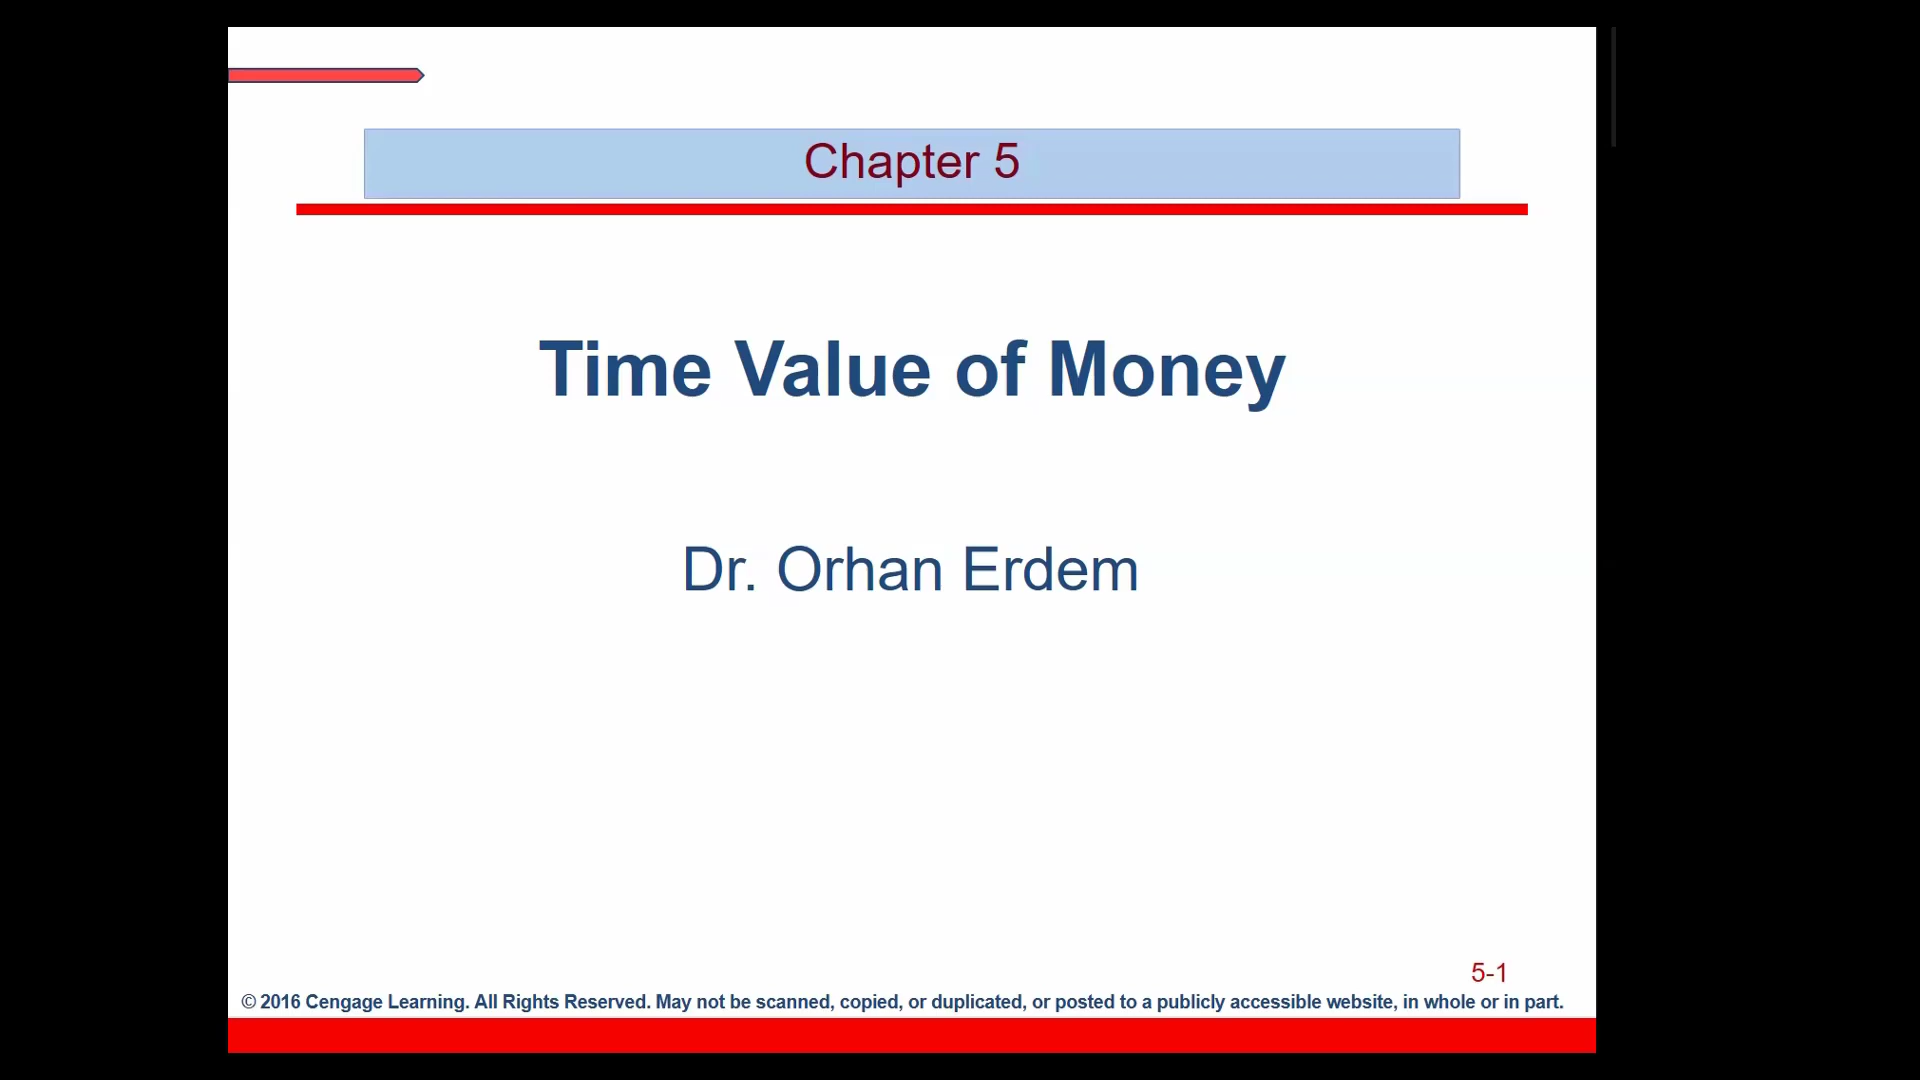 Chapter 5
Time Value of Money
Dr. Orhan Erdem
5-1
© 2016 Cengage Learning. All Rights Reserved. May not be scanned, copied, or duplicated, or posted to a publicly accessible website, in whole or in part.